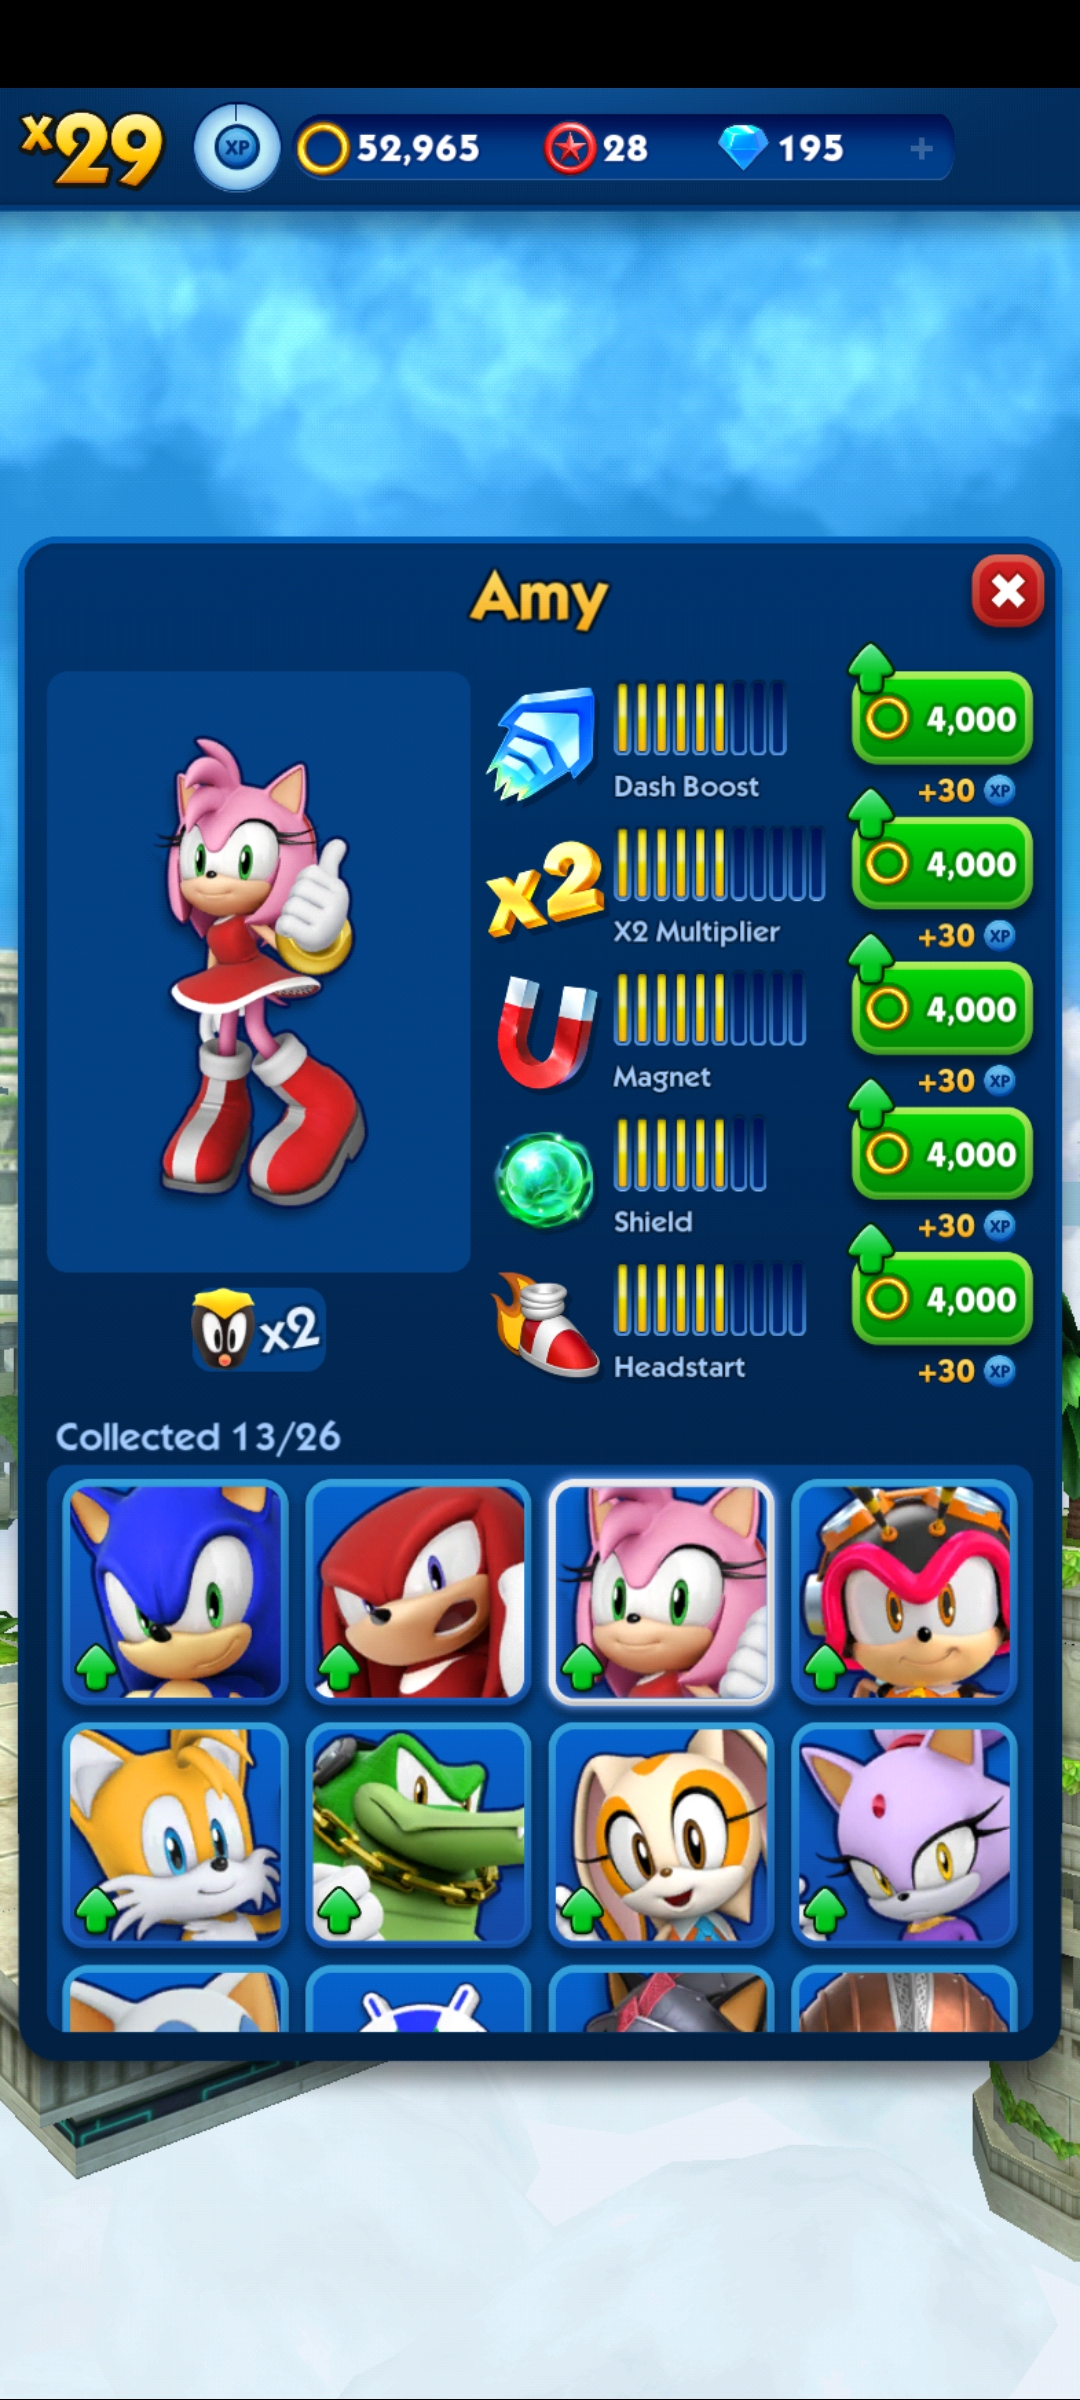 x29 XP 52,965 28 195 +
Amy
4,000
Dash Boost
+30 XP
x2
4,000
X2 Multiplier
+30 XP
4,000
Magnet
+30 XP
4,000
Shield
+30 XP
4,000
x2
Headstart
+30 XP
Collected 13/26